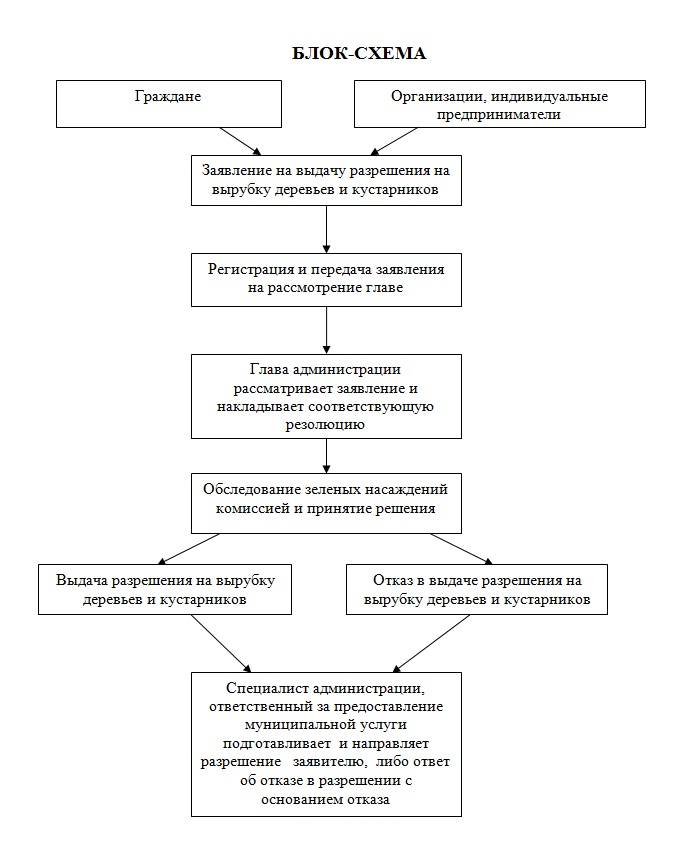 БЛОК-СХЕМА
Граждане
Организации, индивидуальные
предприниматели
Заявление на выдачу разрешения на
вырубку деревьев и кустарников
Регистрация и передача заявления
на рассмотрение главе
Глава администрации
рассматривает заявление и
накладывает соответствующую
резолюцию
Обследование зеленых насаждений
комиссией и принятие решения
Выдача разрешения на вырубку
деревьев и кустарников
Отказ в выдаче разрешения на
вырубку деревьев и кустарников
Специалист администрации,
ответственный за предоставление
муниципальной услуги
подготавливает и направляет
разрешение заявителю, либо ответ
об отказе в разрешении с
основанием отказа